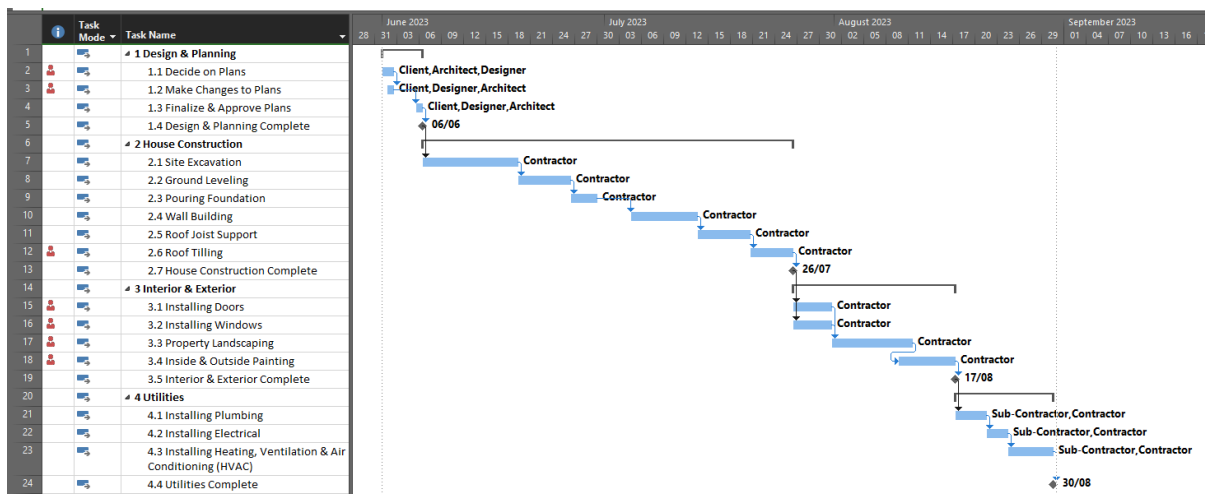 June 2023 July 2023 August 2023 September 2023
Task
Mode Task Name 28 31 03 06 09 12 15 18 21 24 27 30 03 06 09 12 15 18 21 24 27 30 02 05 08 11 14 17 20 23 26 29 01 04 07 10 13 16
1 1 Design & Planning
2 1.1 Decide on Plans Client,Architect,Designer
3 1.2 Make Changes to Plans Client,Designer,Architect
4 1.3 Finalize & Approve Plans Client,Designer,Architect
5 1.4 Design & Planning Complete 06/06
6 2 House Construction
7 2.1 Site Excavation Contractor
8 2.2 Ground Leveling Contractor
9 2.3 Pouring Foundation Contractor
10 2.4 Wall Building Contractor
11 2.5 Roof Joist Support Contractor
12 2.6 Roof Tilling Contractor
13 2.7 House Construction Complete 26/07
14 3 Interior & Exterior
15 3.1 Installing Doors Contractor
16 3.2 Installing Windows Contractor
17 3.3 Property Landscaping Contractor
18 3.4 Inside & Outside Painting Contractor
19 3.5 Interior & Exterior Complete 17/08
20 4 Utilities
21 4.1 Installing Plumbing Sub-Contractor,Contractor
22 4.2 Installing Electrical Sub-Contractor,Contractor
23 4.3 Installing Heating, Ventilation & Air Sub-Contractor,Contractor
Conditioning (HVAC)
24 4.4 Utilities Complete 30/08